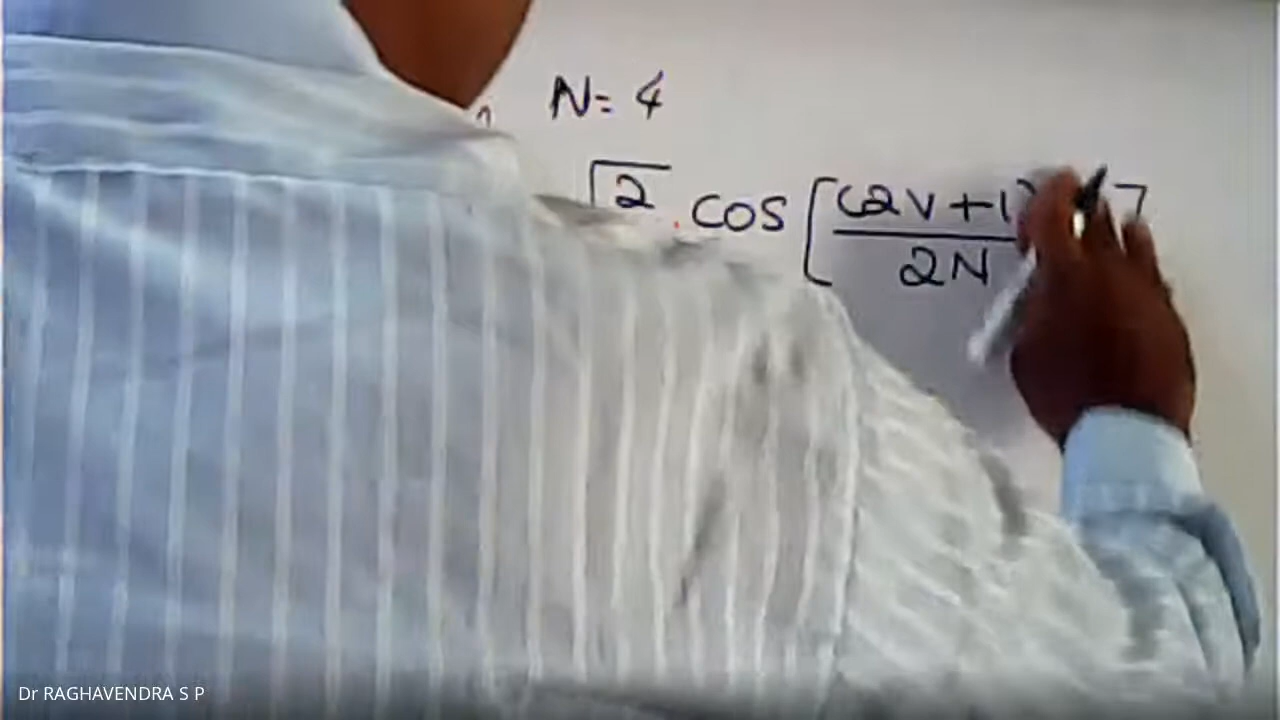 N = 4
√2 . cos [ (2V+1)
2N
Dr RAGHAVENDRA S P